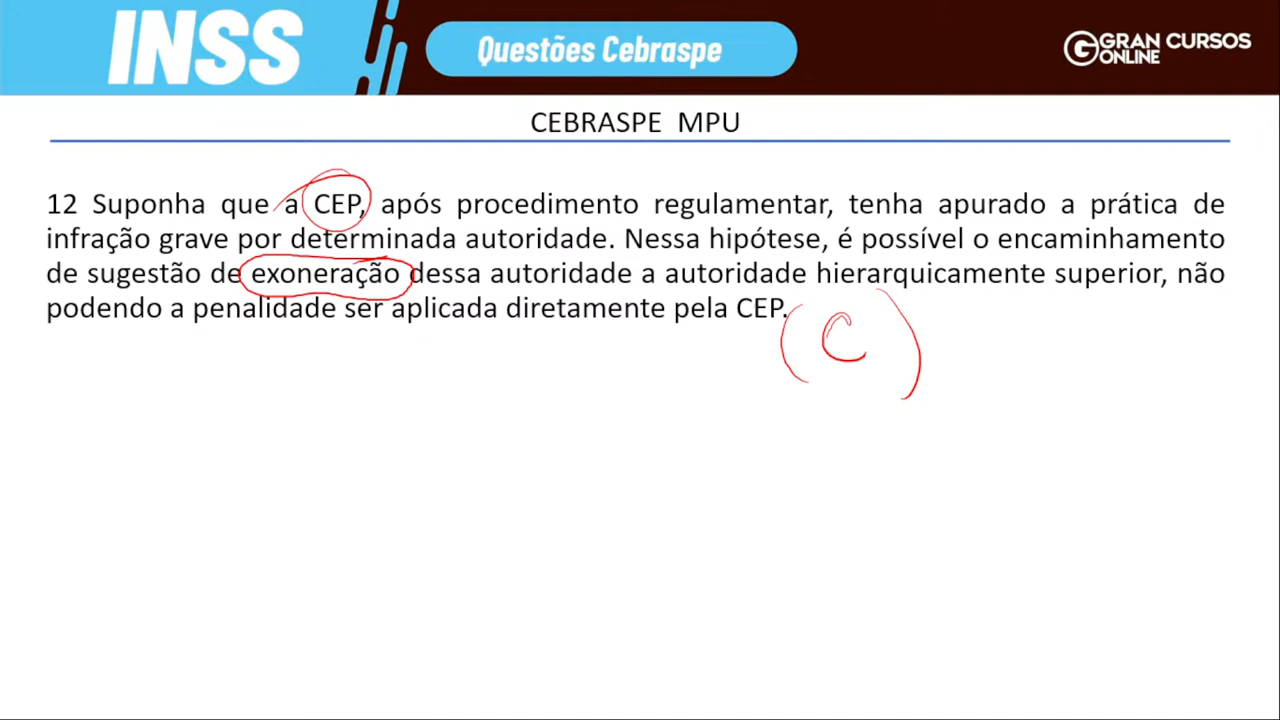 INSS
Questões Cebraspe
GRAN CURSOS
ONLINE
CEBRASPE MPU
12 Suponha que a CEP, após procedimento regulamentar, tenha apurado a prática de
infração grave por determinada autoridade. Nessa hipótese, é possível o encaminhamento
de sugestão de exoneração dessa autoridade a autoridade hierarquicamente superior, não
podendo a penalidade ser aplicada diretamente pela CEP.
( C )